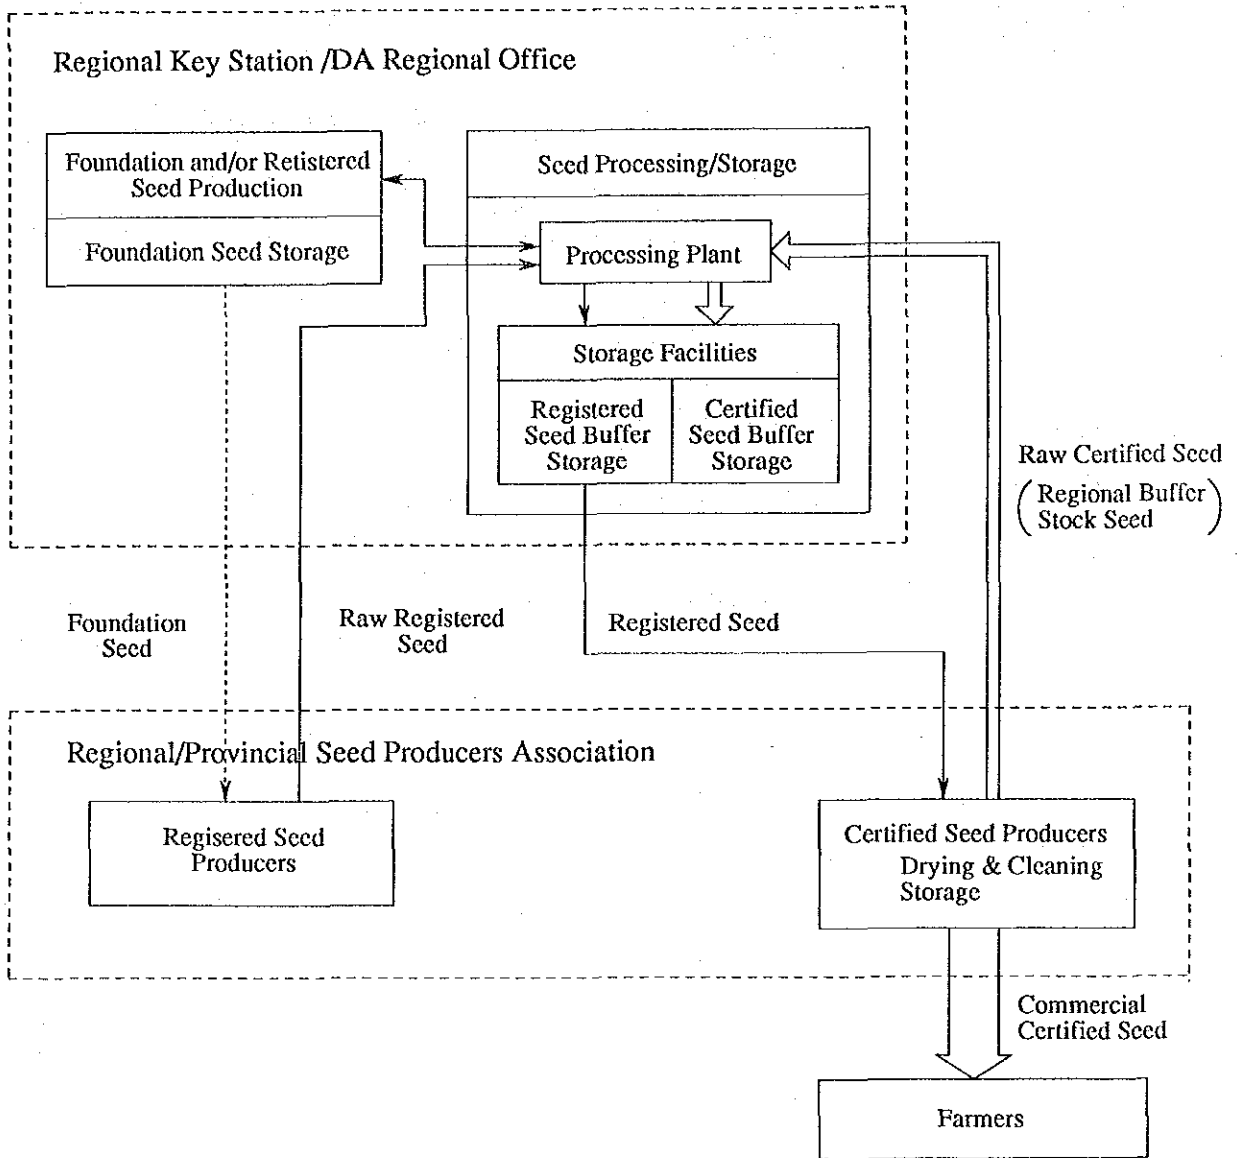 Regional Key Station /DA Regional Office
Foundation and/or Retistered
Seed Production
Foundation Seed Storage
Seed Processing/Storage
Processing Plant
Storage Facilities
Registered
Seed Buffer
Storage
Certified
Seed Buffer
Storage
Raw Certified Seed
(Regional Buffer
Stock Seed)
Foundation
Seed
Raw Registered
Seed
Registered Seed
Regional/Provincial Seed Producers Association
Regisered Seed
Producers
Certified Seed Producers
Drying & Cleaning
Storage
Commercial
Certified Seed
Farmers